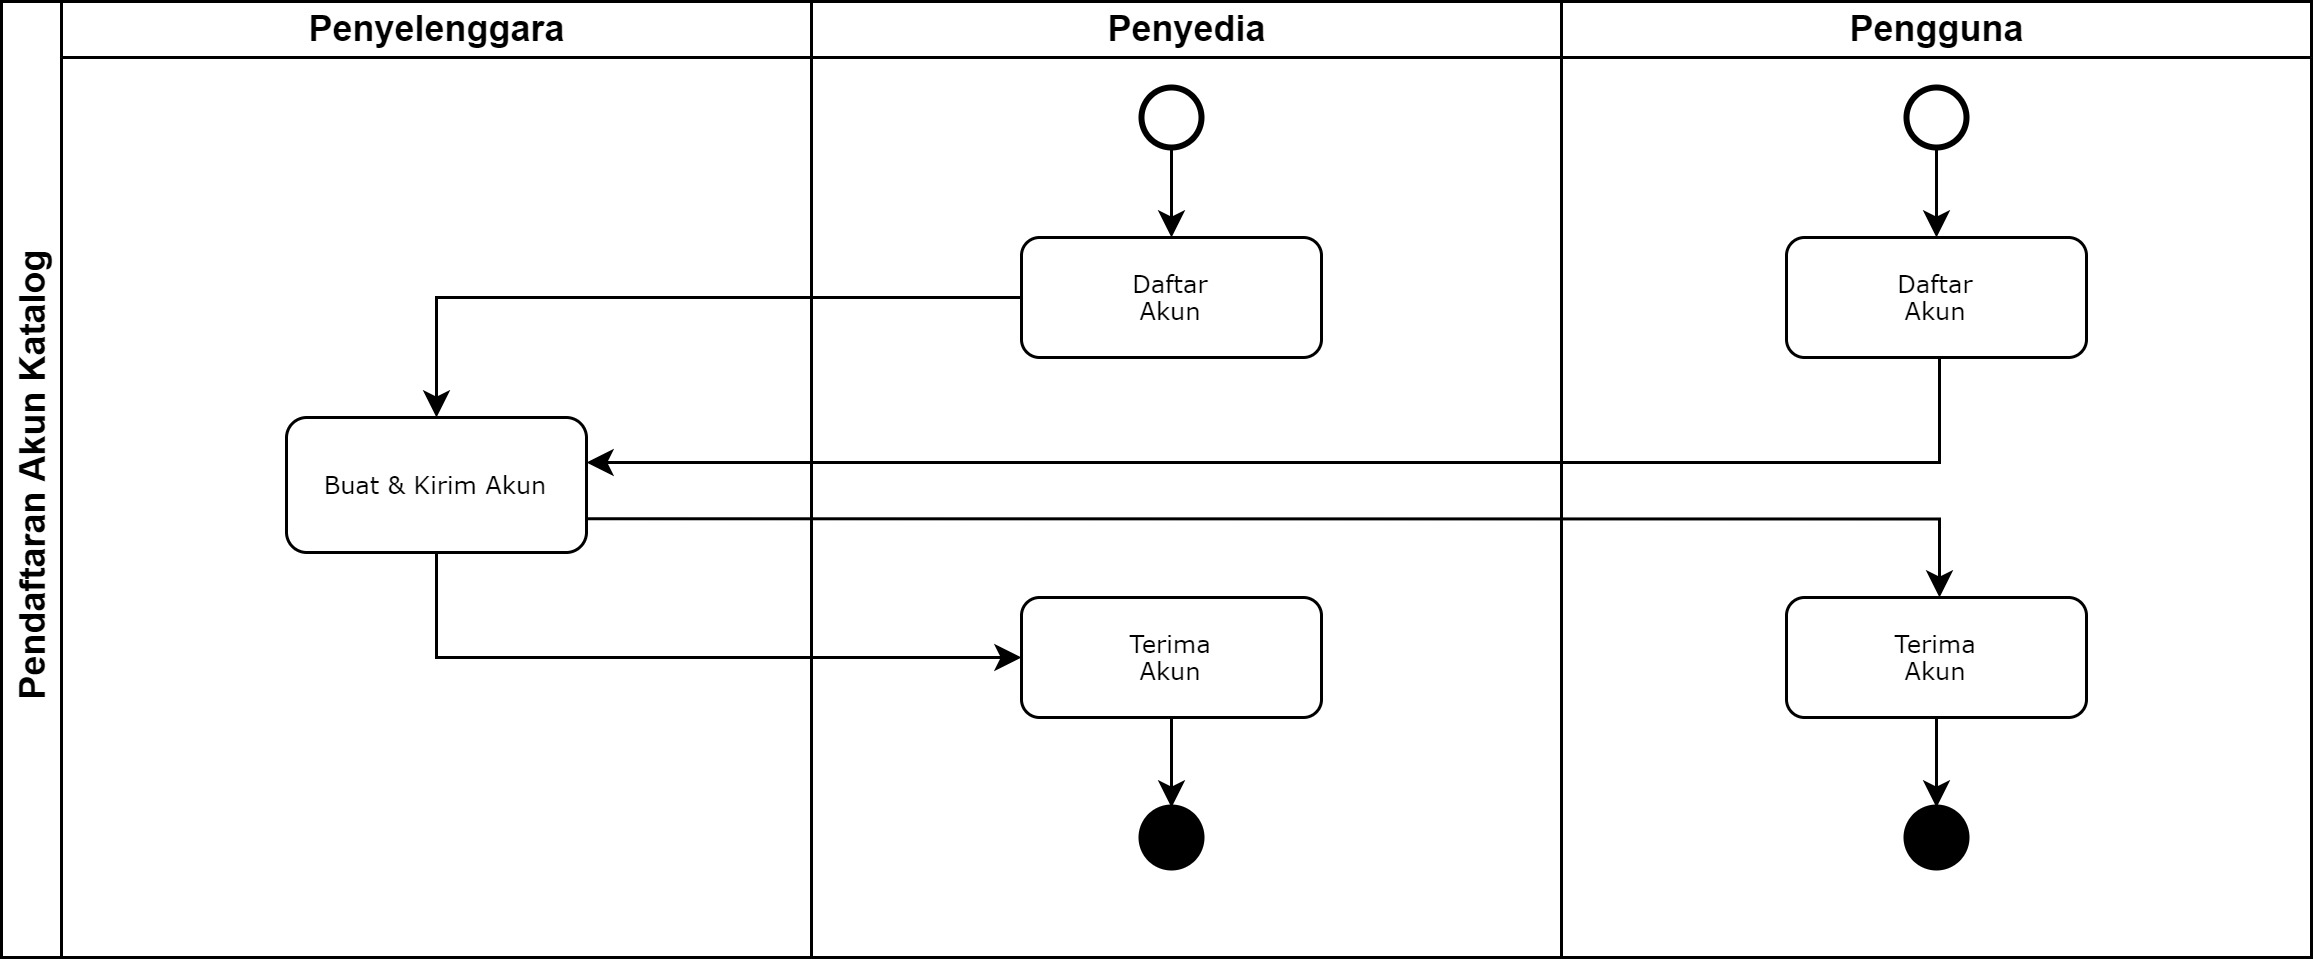 Pendaftaran Akun Katalog
Penyelenggara
Penyedia
Pengguna
Daftar
Akun
Daftar
Akun
Buat & Kirim Akun
Terima
Akun
Terima
Akun